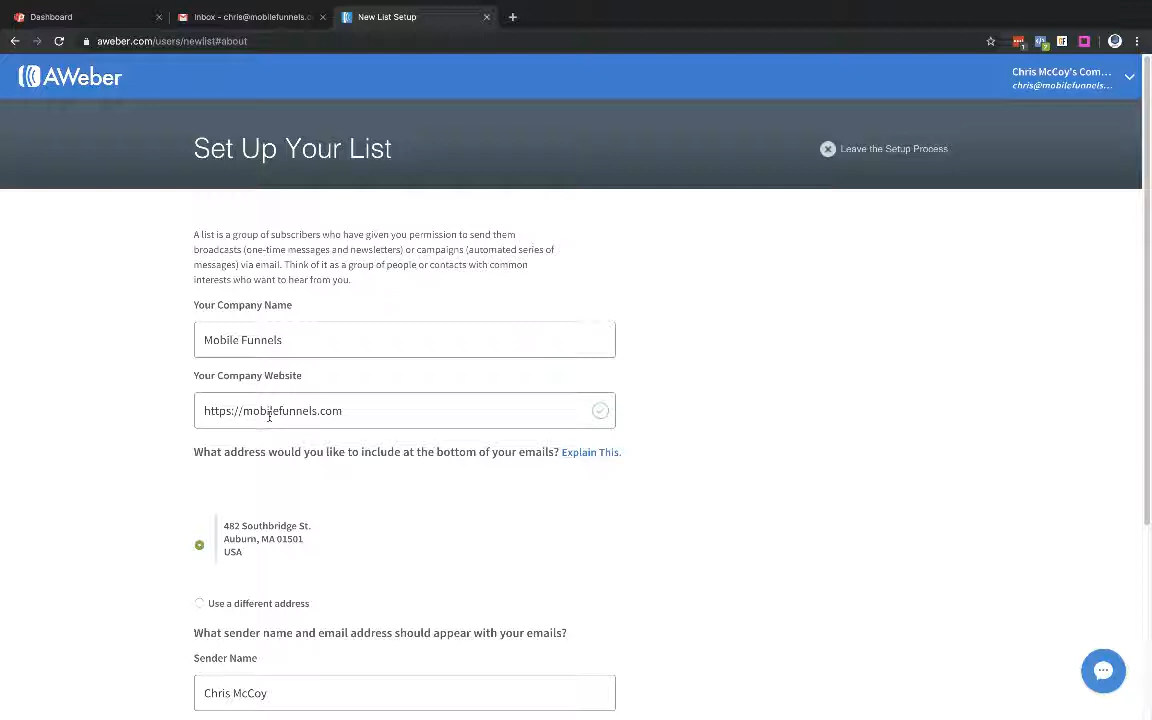 Dashboard
Inbox - chris@mobilefunnels.c
New List Setup
aweber.com/users/newlist#about
AWeber
Chris McCoy's Com...
chris@mobilefunnels...
Set Up Your List
Leave the Setup Process
A list is a group of subscribers who have given you permission to send them
broadcasts (one-time messages and newsletters) or campaigns (automated series of
messages) via email. Think of it as a group of people or contacts with common
interests who want to hear from you.
Your Company Name
Mobile Funnels
Your Company Website
https://mobilefunnels.com
What address would you like to include at the bottom of your emails? Explain This.
482 Southbridge St.
Auburn, MA 01501
USA
Use a different address
What sender name and email address should appear with your emails?
Sender Name
Chris McCoy